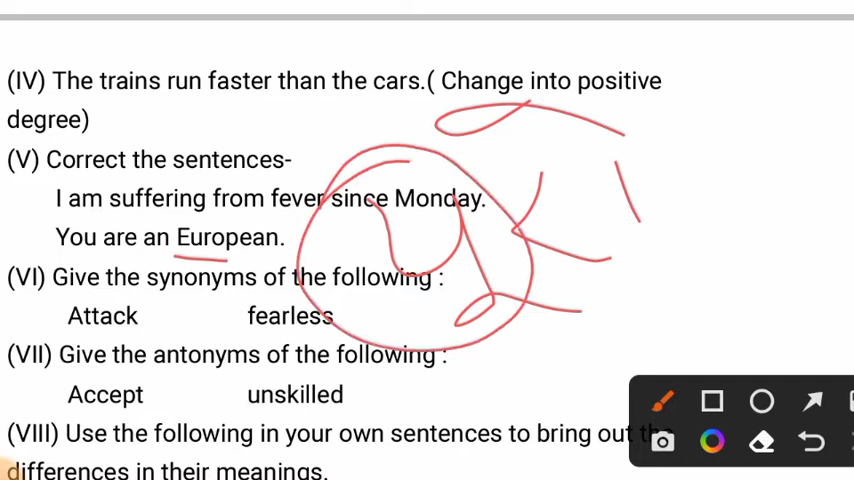 (IV) The trains run faster than the cars.( Change into positive
degree)
(V) Correct the sentences-
I am suffering from fever since Monday.
You are an European.
(VI) Give the synonyms of the following :
Attack fearless
(VII) Give the antonyms of the following :
Accept unskilled
(VIII) Use the following in your own sentences to bring out the
differences in their meanings.